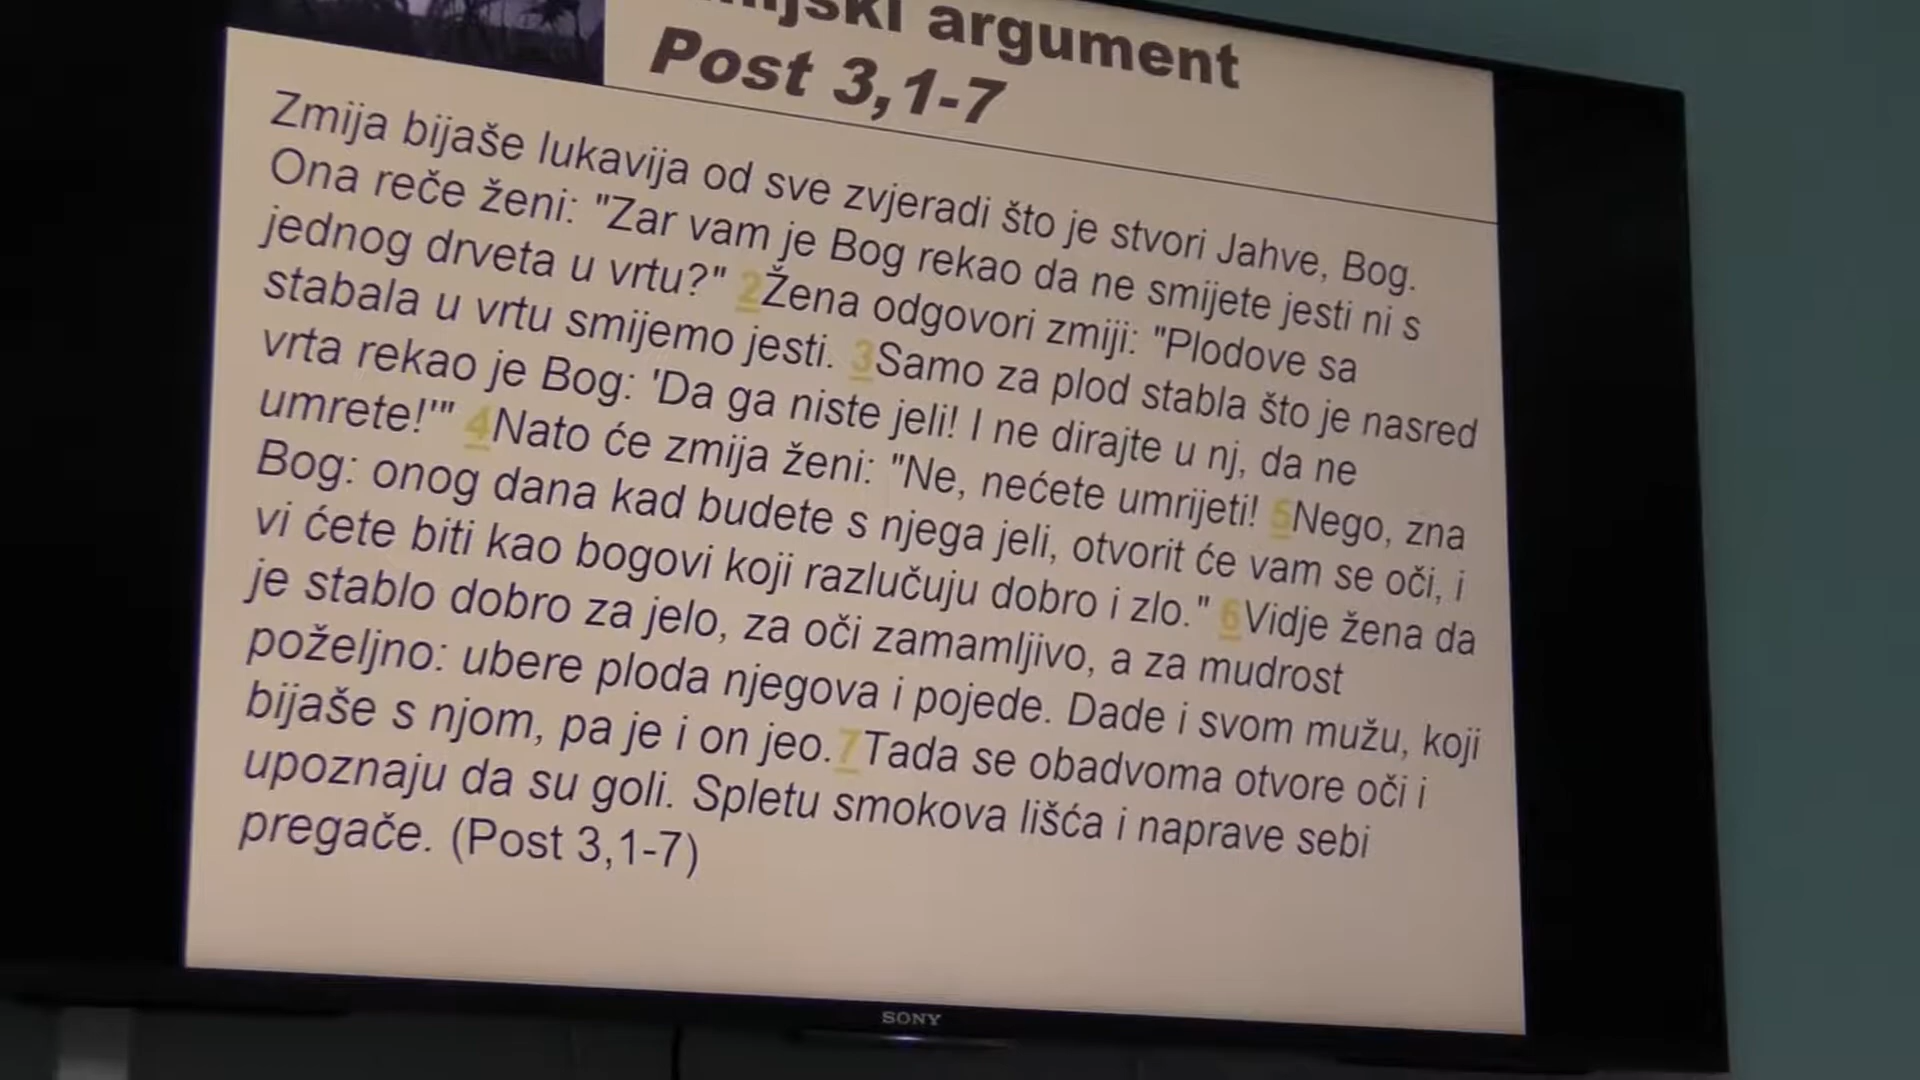 argument
Post 3,1-7
Zmija bijaše lukavija od sve zvjeradi što je stvori Jahve, Bog.
Ona reče ženi: "Zar vam je Bog rekao da ne smijete jesti ni s
jednog drveta u vrtu?" 2Žena odgovori zmiji: "Plodove sa
stabala u vrtu smijemo jesti. 3Samo za plod stabla što je nasred
vrta rekao je Bog: 'Da ga niste jeli! I ne dirajte u nj, da ne
umrete!'" 4Nato će zmija ženi: "Ne, nećete umrijeti! 5Nego, zna
Bog: onog dana kad budete s njega jeli, otvorit će vam se oči, i
vi ćete biti kao bogovi koji razlučuju dobro i zlo." 6Vidje žena da
je stablo dobro za jelo, za oči zamamljivo, a za mudrost
poželjno: ubere ploda njegova i pojede. Dade i svom mužu, koji
bijaše s njom, pa je i on jeo.7Tada se obadvoma otvore oči i
upoznaju da su goli. Spletu smokova lišća i naprave sebi
pregače. (Post 3,1-7)
SONY